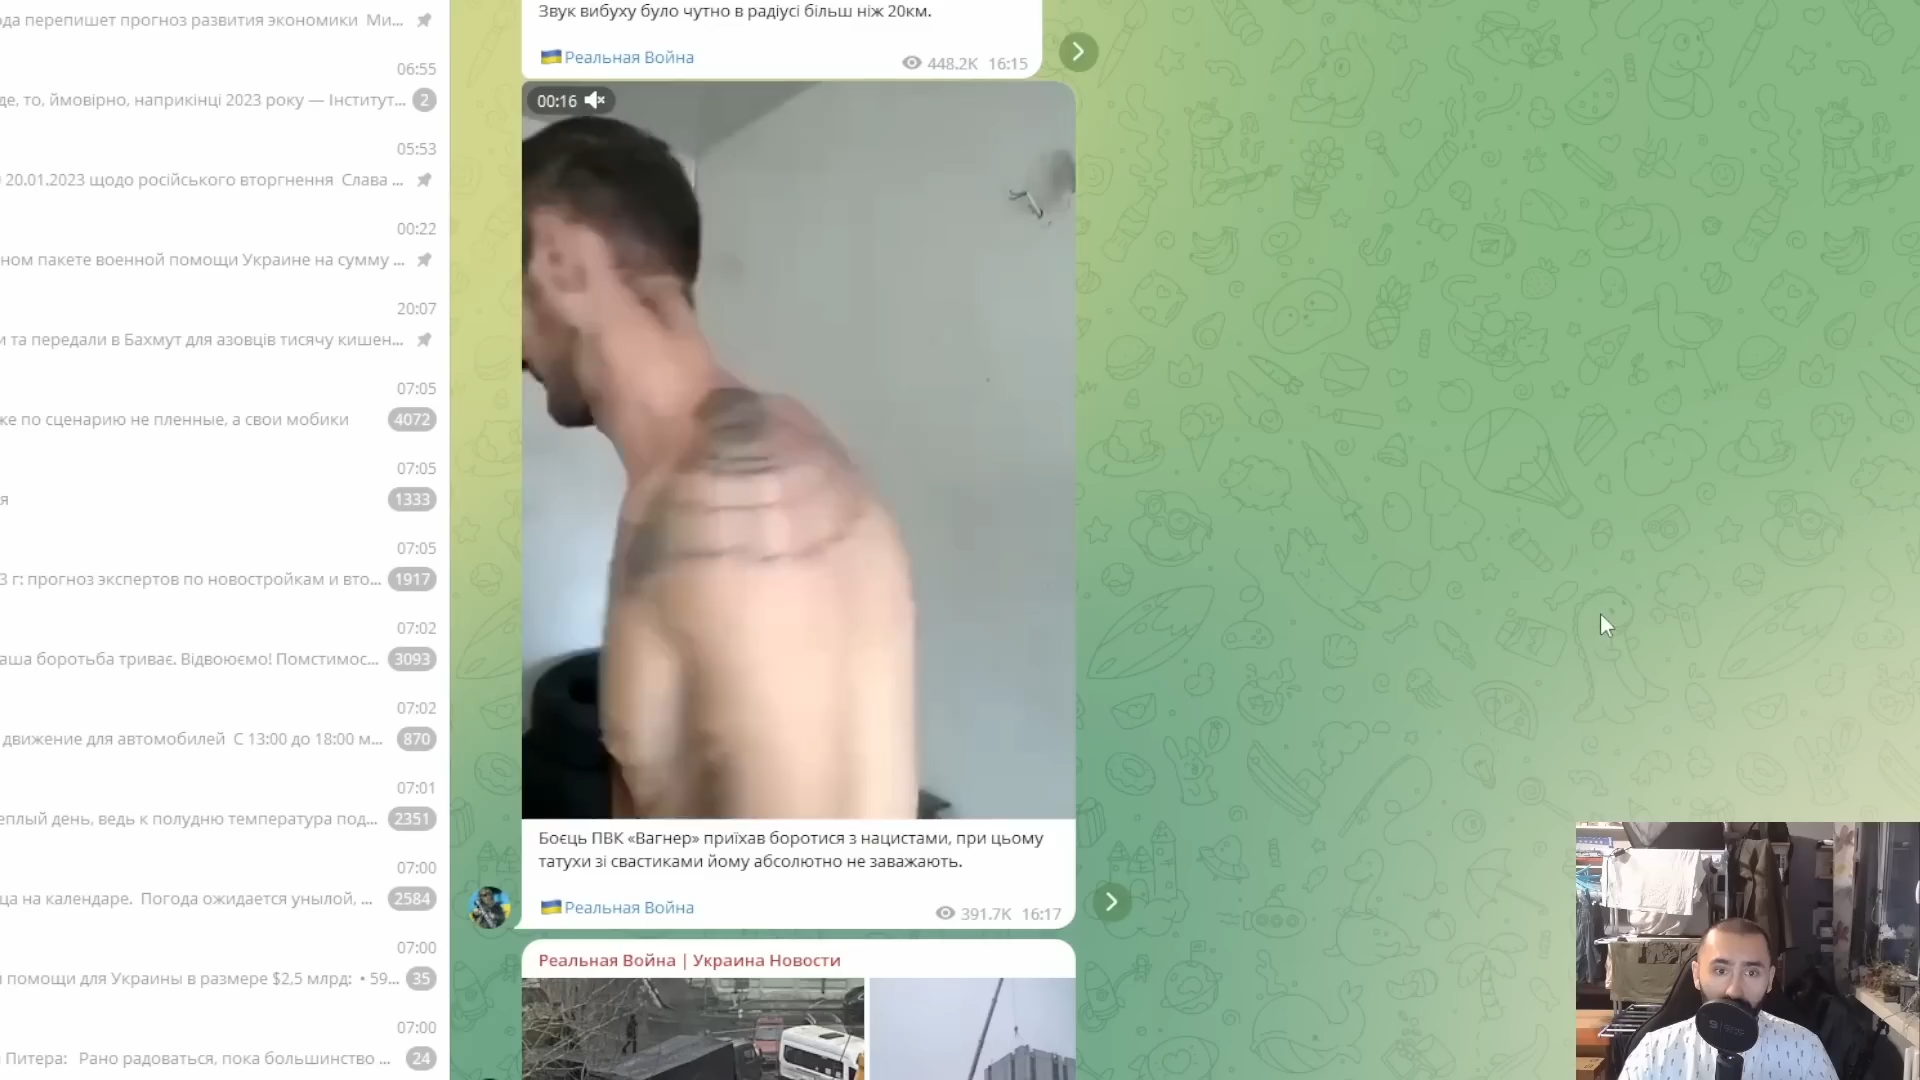 да перепишет прогноз развития экономики Ми...
06:55
де, то, ймовірно, наприкінці 2023 року — Інститут...
2
05:53
20.01.2023 щодо російського вторгнення Слава ...
00:22
ном пакете военной помощи Украине на сумму ...
20:07
и та передали в Бахмут для азовців тисячу кишен...
07:05
же по сценарию не пленные, а свои мобики
4072
07:05
я
1333
07:05
3 г: прогноз экспертов по новостройкам и вто...
1917
07:02
аша боротьба триває. Відвоюємо! Помстимос...
3093
07:02
движение для автомобилей С 13:00 до 18:00 м...
870
07:01
еплый день, ведь к полудню температура под...
2351
07:00
ца на календаре. Погода ожидается унылой, ...
2584
07:00
помощи для Украины в размере $2,5 млрд: • 59...
35
07:00
Питера: Рано радоваться, пока большинство ...
24
Звук вибуху було чутно в радіусі більш ніж 20км.
Реальная Война
448.2K 16:15
00:16
Боєць ПВК «Вагнер» приїхав боротися з нацистами, при цьому
татухи зі свастиками йому абсолютно не заважають.
Реальная Война
391.7K 16:17
Реальная Война | Украина Новости